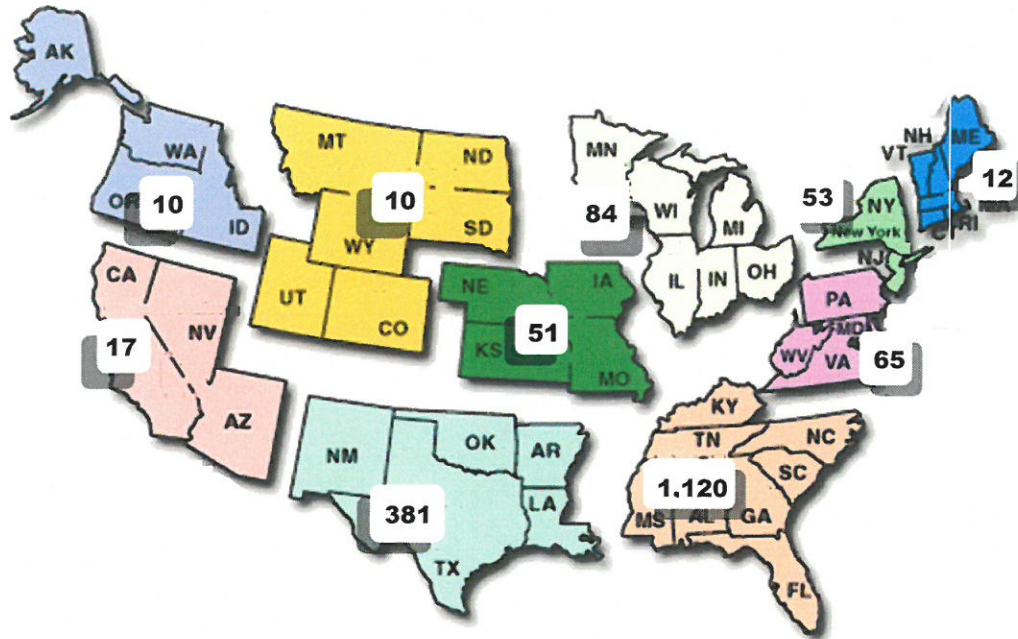 AK
WA
OR
ID
10
MT
ND
SD
WY
UT
CO
10
MN
WI
MI
IL
IN
OH
84
NH
VT
ME
RI
12
53
NY
New York
NJ
CA
NV
AZ
17
NE
IA
KS
MO
51
PA
MD
WV
VA
65
NM
OK
AR
LA
TX
381
KY
TN
NC
SC
MS
AL
GA
FL
1,120